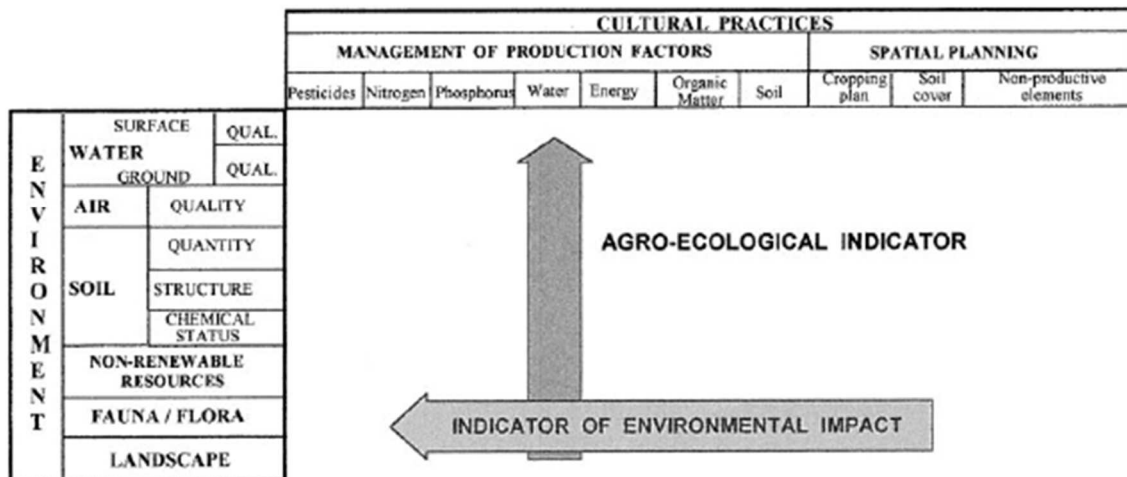 CULTURAL PRACTICES
MANAGEMENT OF PRODUCTION FACTORS
SPATIAL PLANNING
Pesticides
Nitrogen
Phosphorus
Water
Energy
Organic
Matter
Soil
Cropping
plan
Soil
cover
Non-productive
elements
ENVIRONMENT
SURFACE
WATER
GROUND
QUAL.
QUAL.
AIR
QUALITY
SOIL
QUANTITY
STRUCTURE
CHEMICAL
STATUS
NON-RENEWABLE
RESOURCES
FAUNA / FLORA
LANDSCAPE
AGRO-ECOLOGICAL INDICATOR
INDICATOR OF ENVIRONMENTAL IMPACT